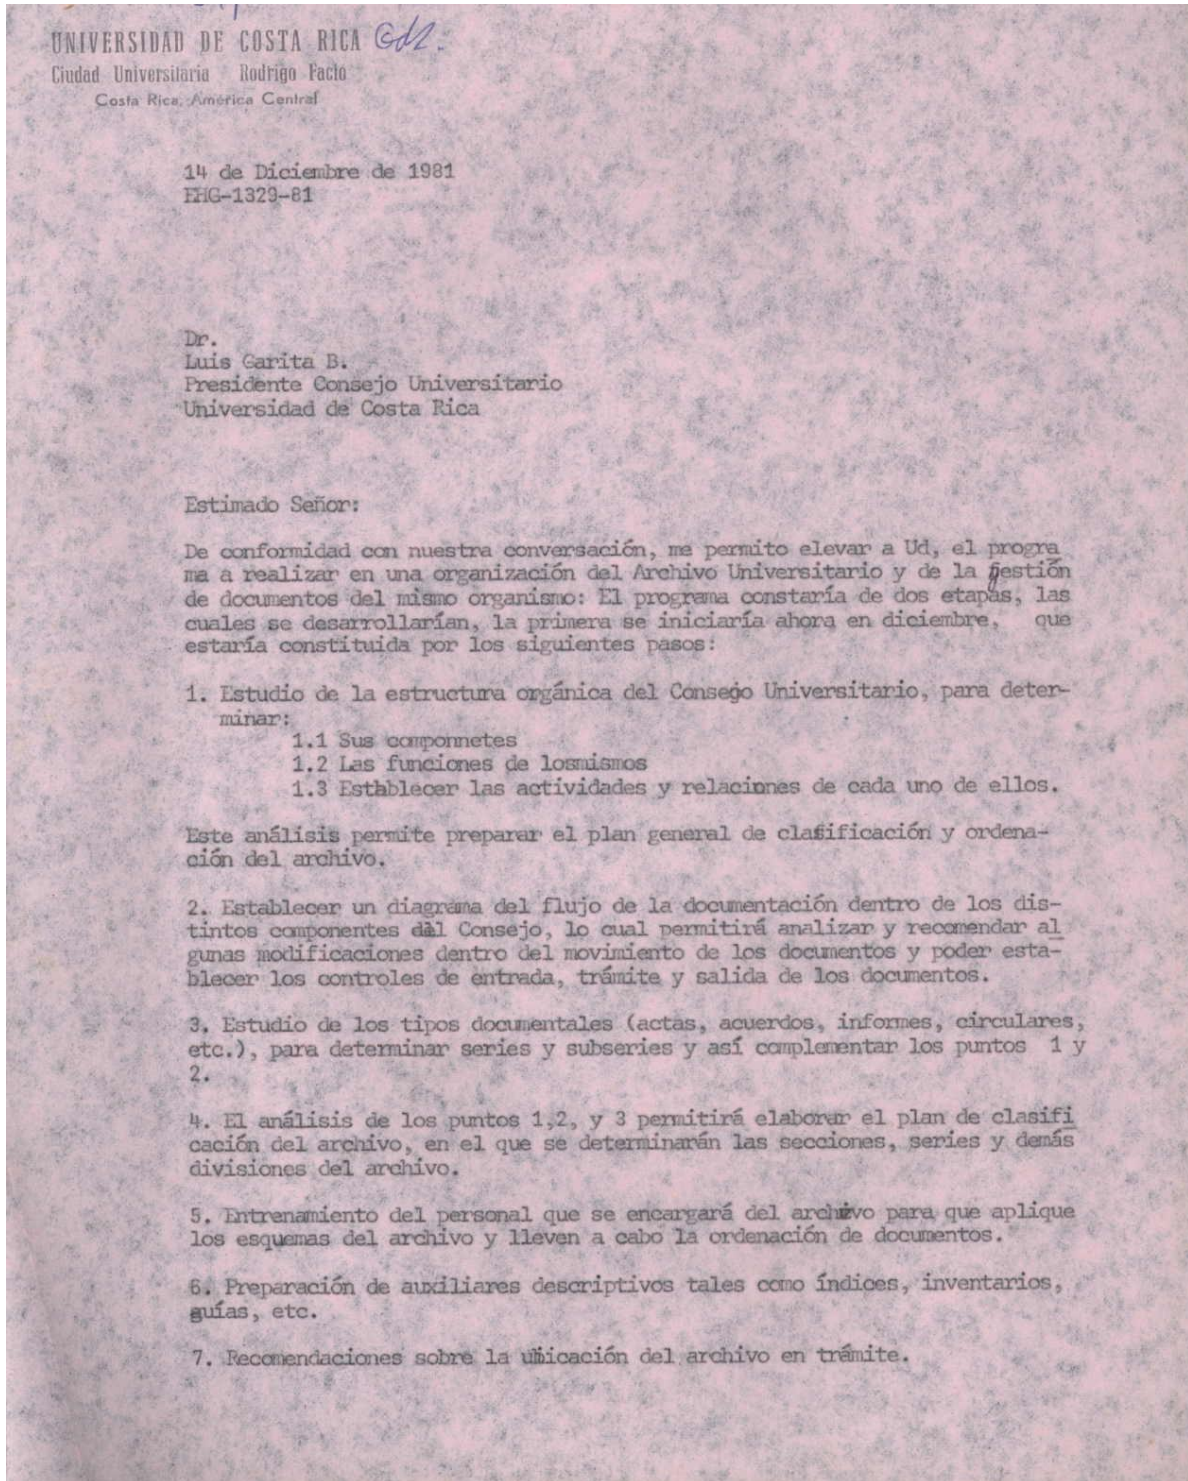 UNIVERSIDAD DE COSTA RICA
Ciudad Universitaria Rodrigo Facio
Costa Rica, América Central
14 de Diciembre de 1981
EHG-1329-81
Dr.
Luis Garita B.
Presidente Consejo Universitario
Universidad de Costa Rica
Estimado Señor:
De conformidad con nuestra conversación, me permito elevar a Ud, el progra
ma a realizar en una organización del Archivo Universitario y de la gestión
de documentos del mismo organismo: El programa constaría de dos etapas, las
cuales se desarrollarían, la primera se iniciaría ahora en diciembre, que
estaría constituida por los siguientes pasos:
1. Estudio de la estructura orgánica del Consejo Universitario, para deter-
minar:
1.1 Sus componnetes
1.2 Las funciones de losmismos
1.3 Establecer las actividades y relaciones de cada uno de ellos.
Este análisis permite preparar el plan general de clasificación y ordena-
ción del archivo.
2. Establecer un diagrama del flujo de la documentación dentro de los dis-
tintos componentes del Consejo, lo cual permitirá analizar y recomendar al
gunas modificaciones dentro del movimiento de los documentos y poder esta-
blecer los controles de entrada, trámite y salida de los documentos.
3. Estudio de los tipos documentales (actas, acuerdos, informes, circulares,
etc.), para determinar series y subseries y así complementar los puntos 1 y
2.
4. El análisis de los puntos 1,2, y 3 permitirá elaborar el plan de clasifi
cación del archivo, en el que se determinarán las secciones, series y demás
divisiones del archivo.
5. Entrenamiento del personal que se encargará del archivo para que aplique
los esquemas del archivo y lleven a cabo la ordenación de documentos.
6. Preparación de auxiliares descriptivos tales como índices, inventarios,
guías, etc.
7. Recomendaciones sobre la ubicación del archivo en trámite.